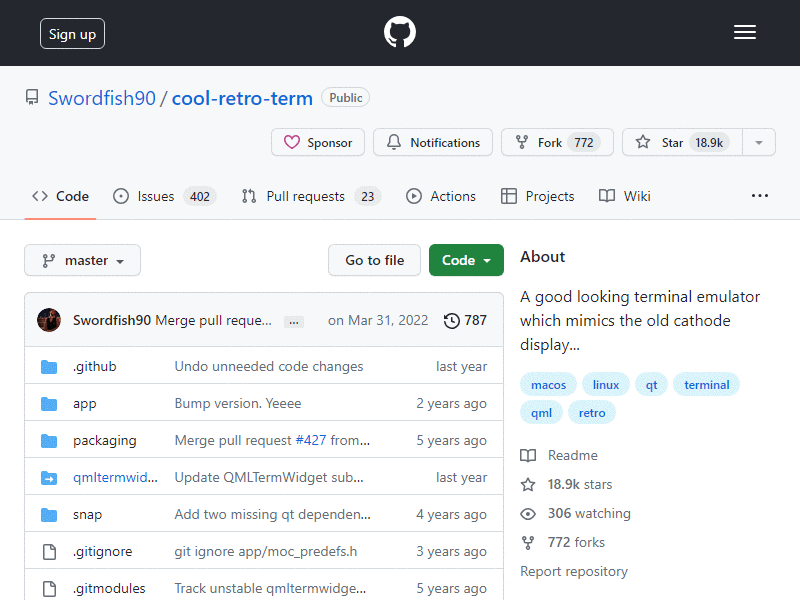 Sign up
Swordfish90 / cool-retro-term Public
Sponsor Notifications Fork 772 Star 18.9k
Code Issues 402 Pull requests 23 Actions Projects Wiki ...
master Go to file Code
Swordfish90 Merge pull reque... ... on Mar 31, 2022 787
.github Undo unneeded code changes last year
app Bump version. Yeeee 2 years ago
packaging Merge pull request #427 from... 5 years ago
qmltermwid... Update QMLTermWidget sub... last year
snap Add two missing qt dependen... 4 years ago
.gitignore git ignore app/moc_predefs.h 3 years ago
.gitmodules Track unstable qmltermwidge... 5 years ago
About
A good looking terminal emulator
which mimics the old cathode
display...
macos linux qt terminal
qml retro
Readme
18.9k stars
306 watching
772 forks
Report repository